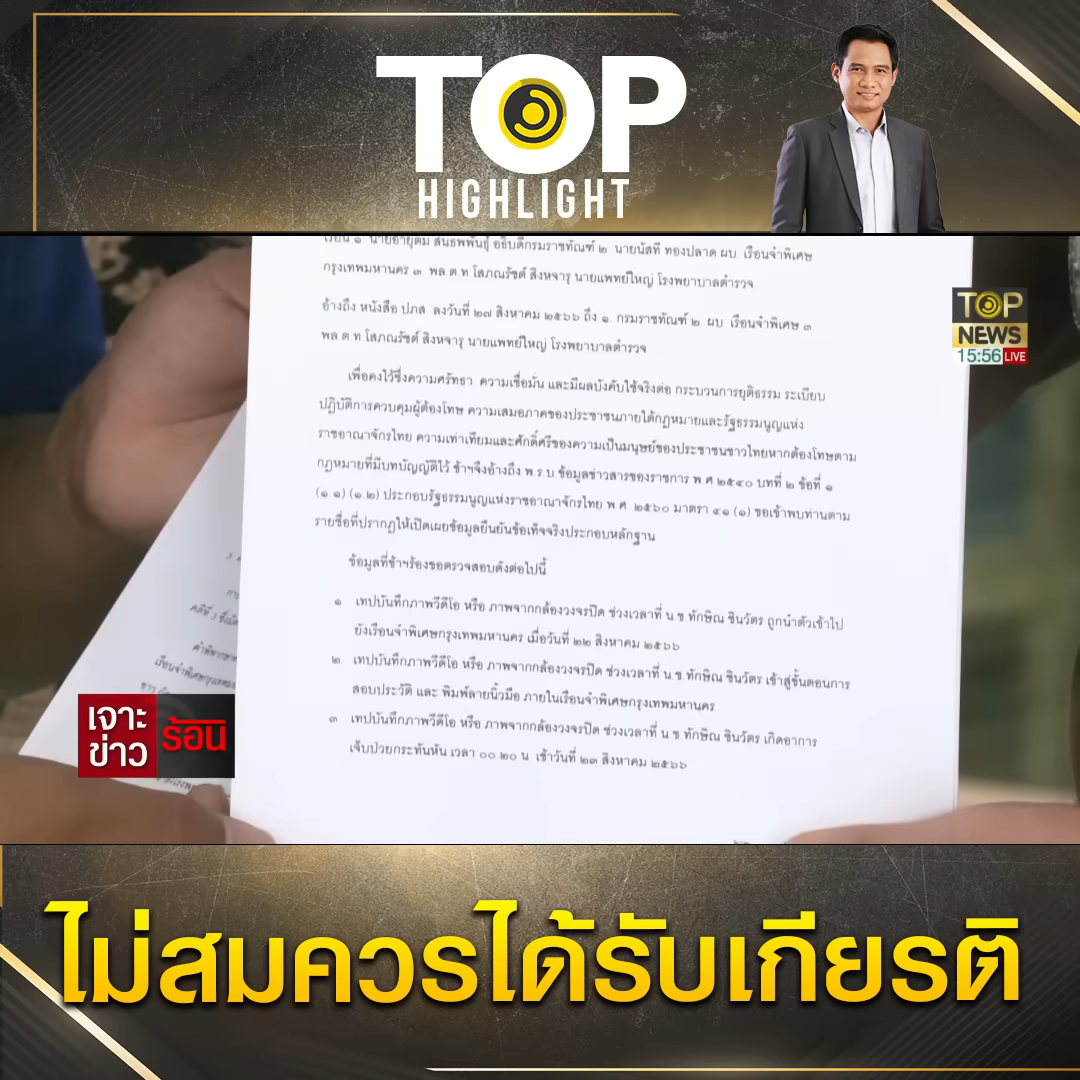 TOP
HIGHLIGHT
เรียน ๑. นายอายุตม์ สินธพพันธุ์ อธิบดีกรมราชทัณฑ์ ๒. นายนัสที ทองปลาด ผบ. เรือนจำพิเศษ
กรุงเทพมหานคร ๓. พล.ต.ท โสภณรัชต์ สิงหจารุ นายแพทย์ใหญ่ โรงพยาบาลตำรวจ
อ้างถึง หนังสือ ปภส. ลงวันที่ ๒๗ สิงหาคม ๒๕๖๖ ถึง ๑. กรมราชทัณฑ์ ๒. ผบ. เรือนจำพิเศษ ๓.
พล.ต.ท โสภณรัชต์ สิงหจารุ นายแพทย์ใหญ่ โรงพยาบาลตำรวจ
เพื่อคงไว้ซึ่งความศรัทธา ความเชื่อมั่น และมีผลบังคับใช้จริงต่อ กระบวนการยุติธรรม ระเบียบ
ปฏิบัติการควบคุมผู้ต้องโทษ ความเสมอภาคของประชาชนภายใต้กฎหมายและรัฐธรรมนูญแห่ง
ราชอาณาจักรไทย ความเท่าเทียมและศักดิ์ศรีของความเป็นมนุษย์ของประชาชนชาวไทยหากต้องโทษตาม
กฎหมายที่มีบทบัญญัติไว้ ข้าฯจึงอ้างถึง พ.ร.บ.ข้อมูลข่าวสารของราชการ พ.ศ ๒๕๔๐ บทที่ ๒ ข้อที่ ๑
(๑.๑) (๑.๒) ประกอบรัฐธรรมนูญแห่งราชอาณาจักรไทย พ.ศ. ๒๕๖๐ มาตรา ๔๑ (๑) ขอเข้าพบท่านตาม
รายชื่อที่ปรากฏให้เปิดเผยข้อมูลยืนยันข้อเท็จจริงประกอบหลักฐาน
ข้อมูลที่ข้าฯร้องขอตรวจสอบดังต่อไปนี้
๑. เทปบันทึกภาพวีดีโอ หรือ ภาพจากกล้องวงจรปิด ช่วงเวลาที่ น.ช.ทักษิณ ชินวัตร ถูกนำตัวเข้าไป
ยังเรือนจำพิเศษกรุงเทพมหานคร เมื่อวันที่ ๒๒ สิงหาคม ๒๕๖๖
๒. เทปบันทึกภาพวีดีโอ หรือ ภาพจากกล้องวงจรปิด ช่วงเวลาที่ น.ช.ทักษิณ ชินวัตร เข้าสู่ขั้นตอนการ
สอบประวัติ และ พิมพ์ลายนิ้วมือ ภายในเรือนจำพิเศษกรุงเทพมหานคร
๓. เทปบันทึกภาพวีดีโอ หรือ ภาพจากกล้องวงจรปิด ช่วงเวลาที่ น.ช.ทักษิณ ชินวัตร เกิดอาการ
เจ็บป่วยกระทันหัน เวลา ๐๐.๒๐ น. เช้าวันที่ ๒๓ สิงหาคม ๒๕๖๖
TOP
NEWS
15:56 LIVE
เจาะ
ข่าว
ร้อน
ไม่สมควรได้รับเกียรติ